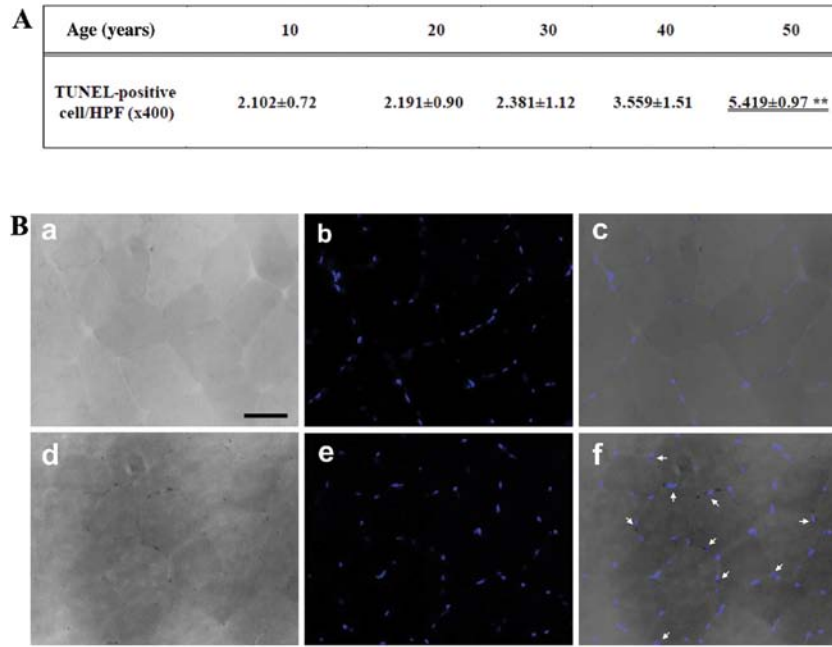 A
Age (years) 10 20 30 40 50
TUNEL-positive
cell/HPF (x400) 2.102±0.72 2.191±0.90 2.381±1.12 3.559±1.51 5.419±0.97 **
B
a b c
d e f